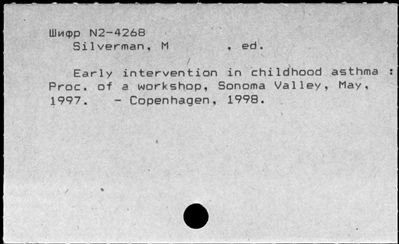 Шифр N2-4268
Silverman, M , ed.
Early intervention in childhood asthma :
Proc. of a workshop, Sonoma Valley, May,
1997. - Copenhagen, 1998.